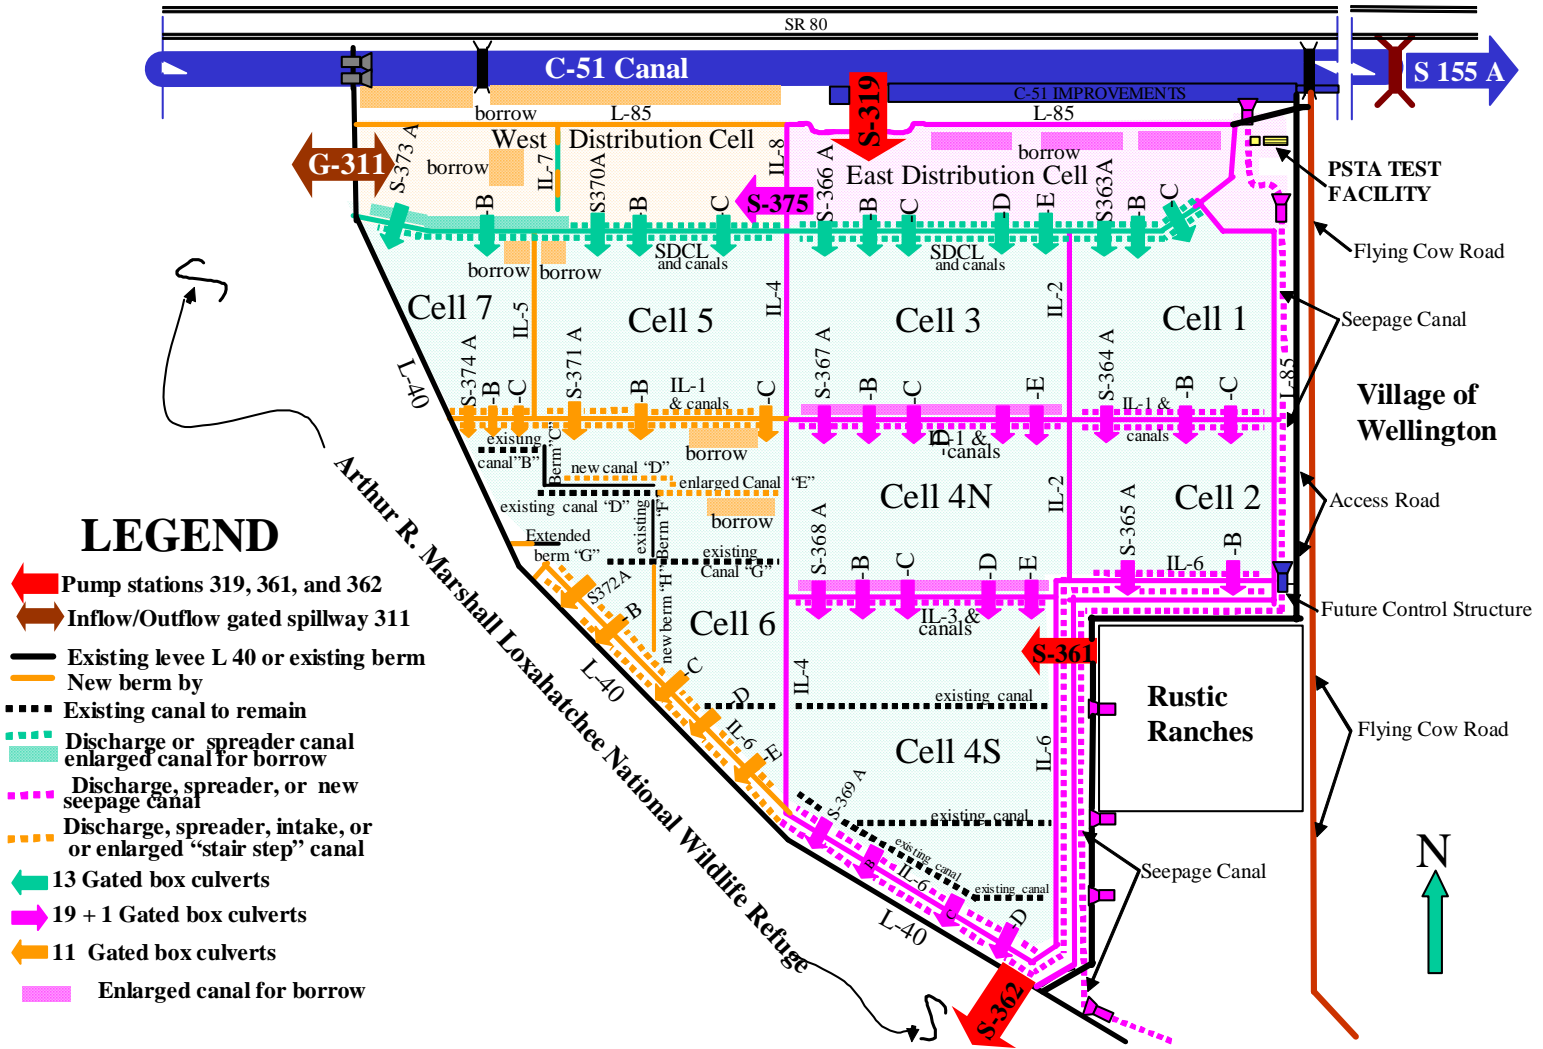 SR 80
C-51 Canal
S 155 A
S-319
C-51 IMPROVEMENTS
borrow
L-85
L-85
West Distribution Cell
G-311
S-373 A
borrow
IL-7
IL-8
borrow
East Distribution Cell
PSTA TEST
FACILITY
S-375
-B
S370A
-B
-C
S-366 A
-B
-C
-D
-E
S363A
-B
-C
SDCL
and canals
SDCL
and canals
borrow
borrow
Flying Cow Road
Cell 7
IL-5
Cell 5
IL-4
Cell 3
IL-2
Cell 1
Seepage Canal
L-40
S-374 A
-B
-C
S-371 A
-B
IL-1
& canals
-C
S-367 A
-B
-C
-E
S-364 A
-B
-C
IL-1 &
canals
L-85
Village of
Wellington
D
IL-1 &
canals
existing
canal"B"
Berm"C"
borrow
new canal "D"
enlarged Canal "E"
existing canal "D"
existing
Berm "F"
borrow
Cell 4N
IL-2
Cell 2
Access Road
Extended
berm "G"
existing
Canal "G"
S-368 A
-B
-C
-D
-E
S-365 A
-B
IL-6
LEGEND
Pump stations 319, 361, and 362
Inflow/Outflow gated spillway 311
Existing levee L 40 or existing berm
New berm by
Existing canal to remain
Discharge or spreader canal
enlarged canal for borrow
Discharge, spreader, or new
seepage canal
Discharge, spreader, intake, or
or enlarged "stair step" canal
13 Gated box culverts
19 + 1 Gated box culverts
11 Gated box culverts
Enlarged canal for borrow
Arthur R. Marshall Loxahatchee National Wildlife Refuge
S372A
-B
-C
-D
-E
IL-6
L-40
new berm "H"
Cell 6
IL-3 &
canals
Future Control Structure
S-361
IL-4
existing canal
Rustic
Ranches
Flying Cow Road
Cell 4S
IL-6
S-369 A
existing canal
existing canal
B
IL-6
existing canal
C
-D
L-40
Seepage Canal
S-362
N